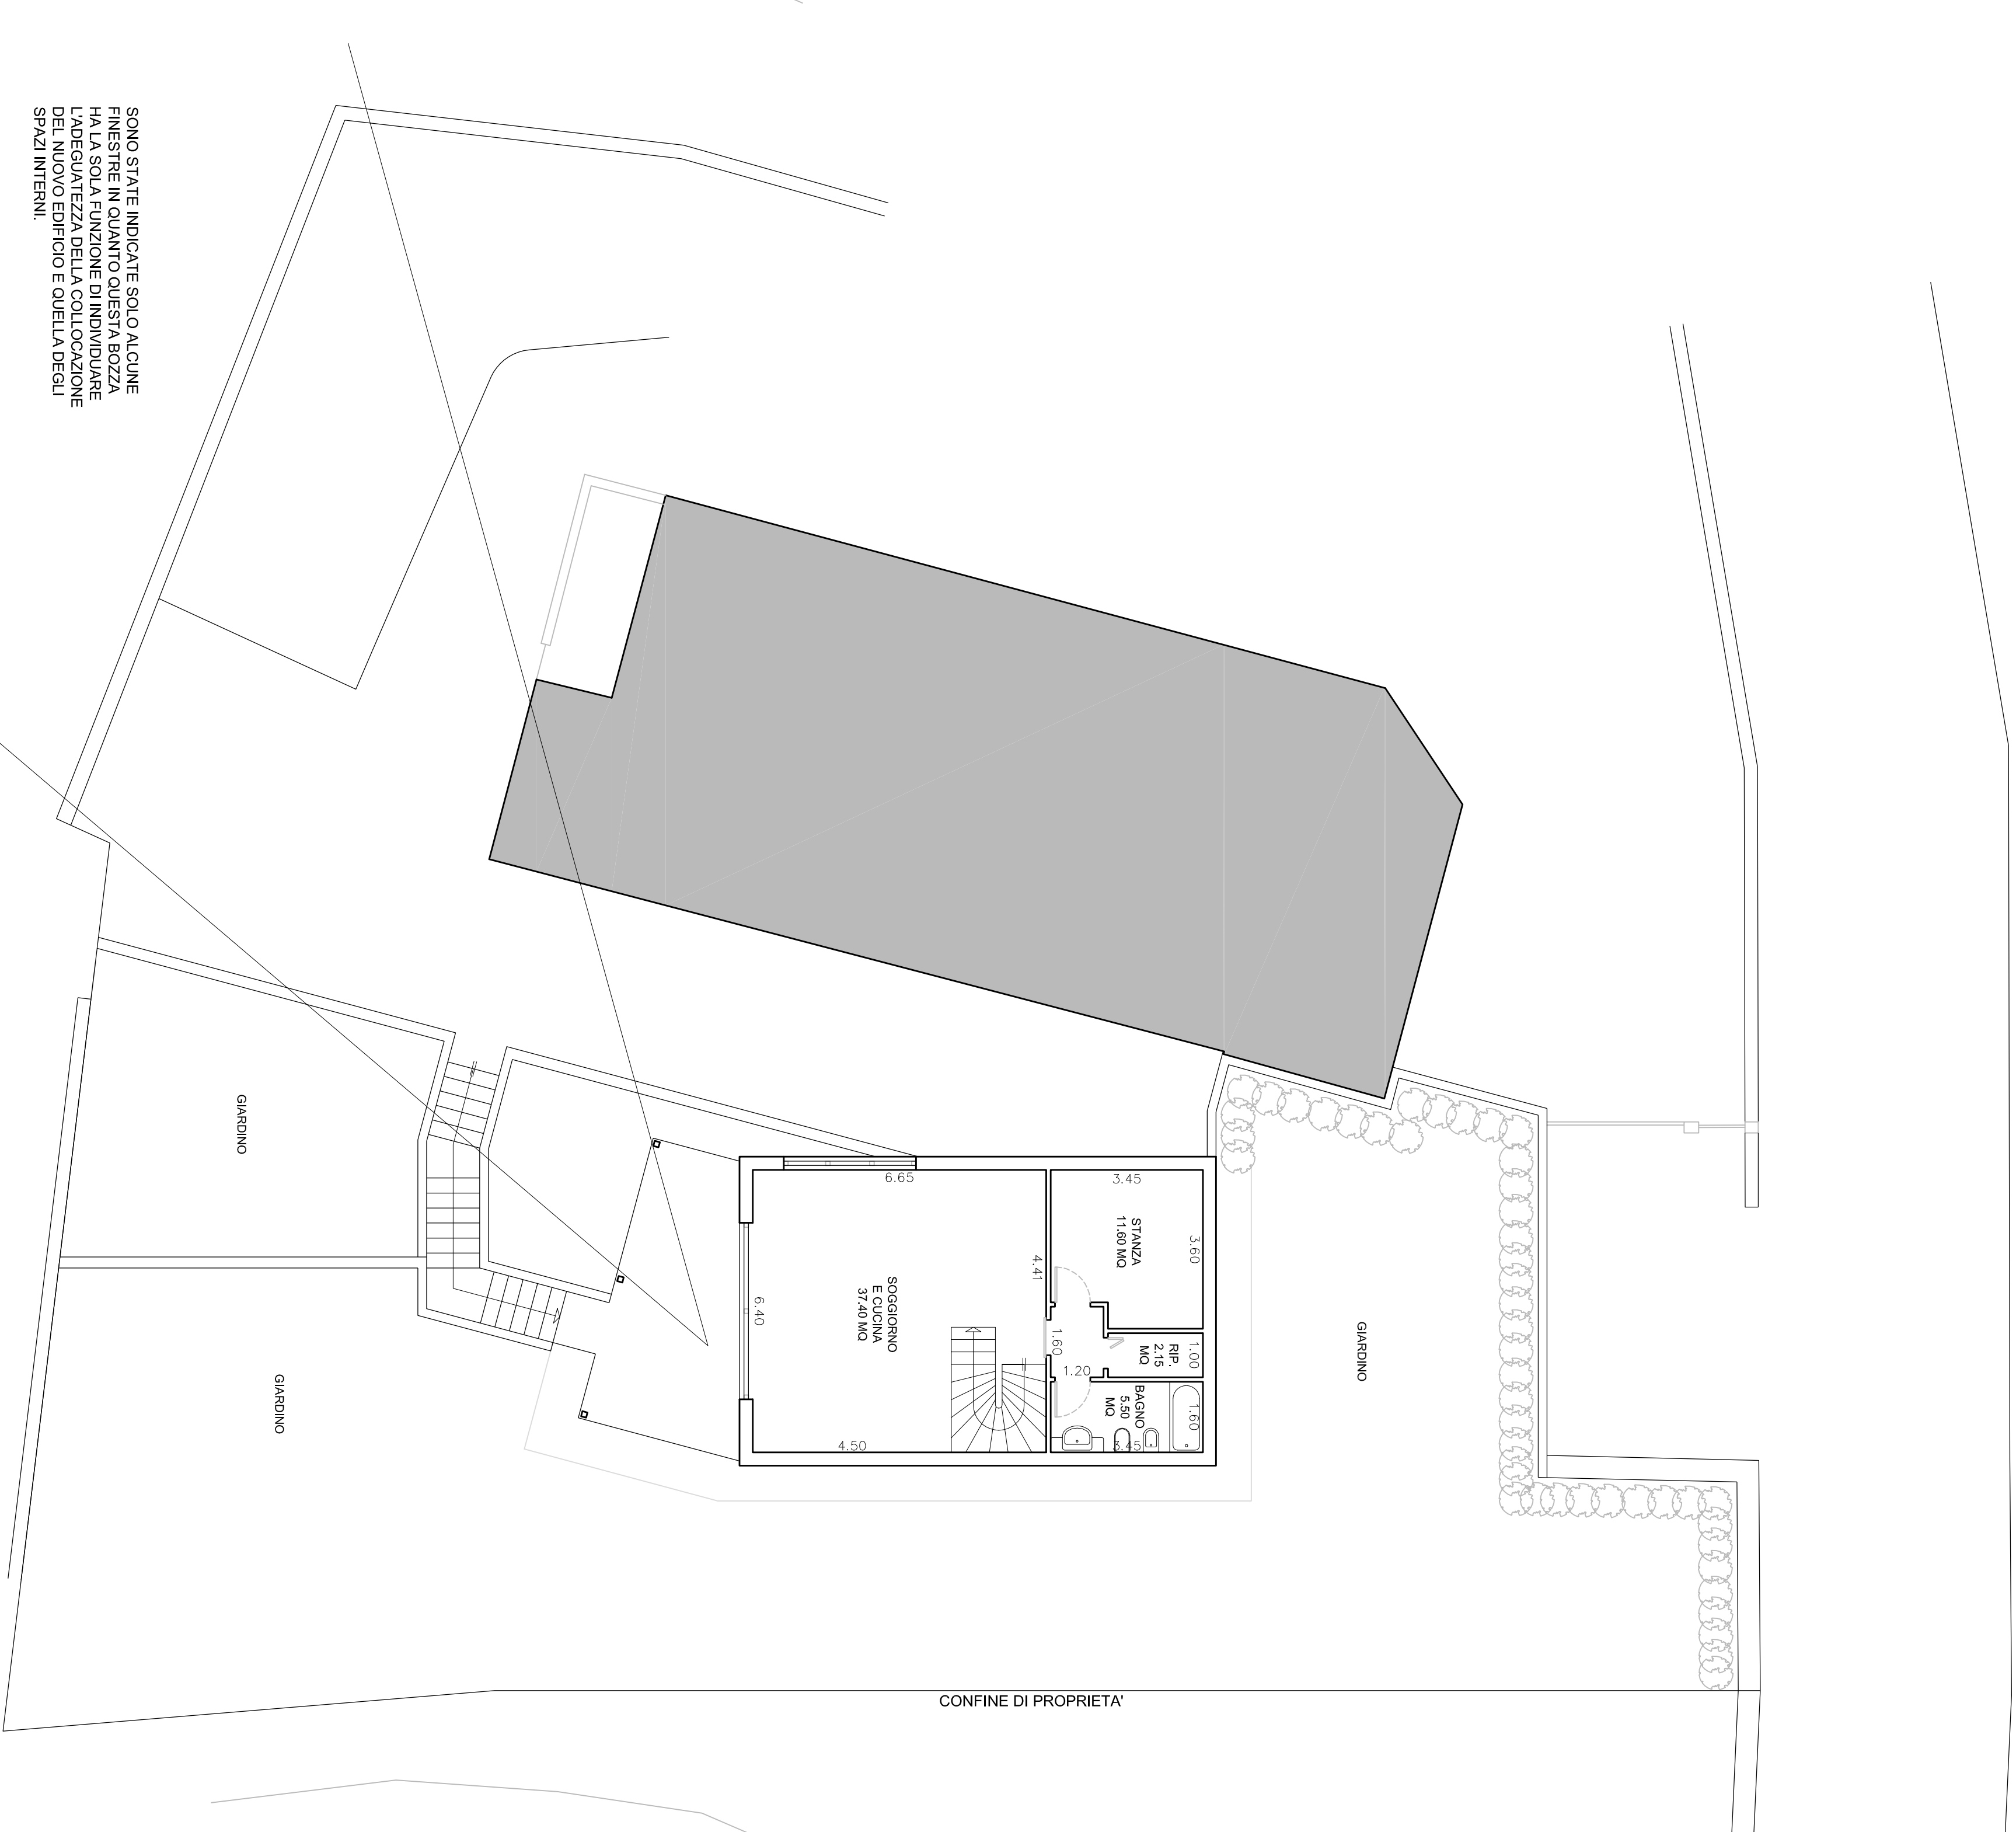 SONO STATE INDICATE SOLO ALCUNE
FINESTRE IN QUANTO QUESTA BOZZA
HA LA SOLA FUNZIONE DI INDIVIDUARE
L'ADEGUATEZZA DELLA COLLOCAZIONE
DEL NUOVO EDIFICIO E QUELLA DEGLI
SPAZI INTERNI.
GIARDINO
GIARDINO
GIARDINO
6.65
3.45
STANZA
11.60 MQ
3.60
4.41
SOGGIORNO
E CUCINA
37.40 MQ
6.40
1.60
1.20
RIP.
2.15
MQ
1.00
BAGNO
5.50
MQ
1.60
3.45
4.50
CONFINE DI PROPRIETA'